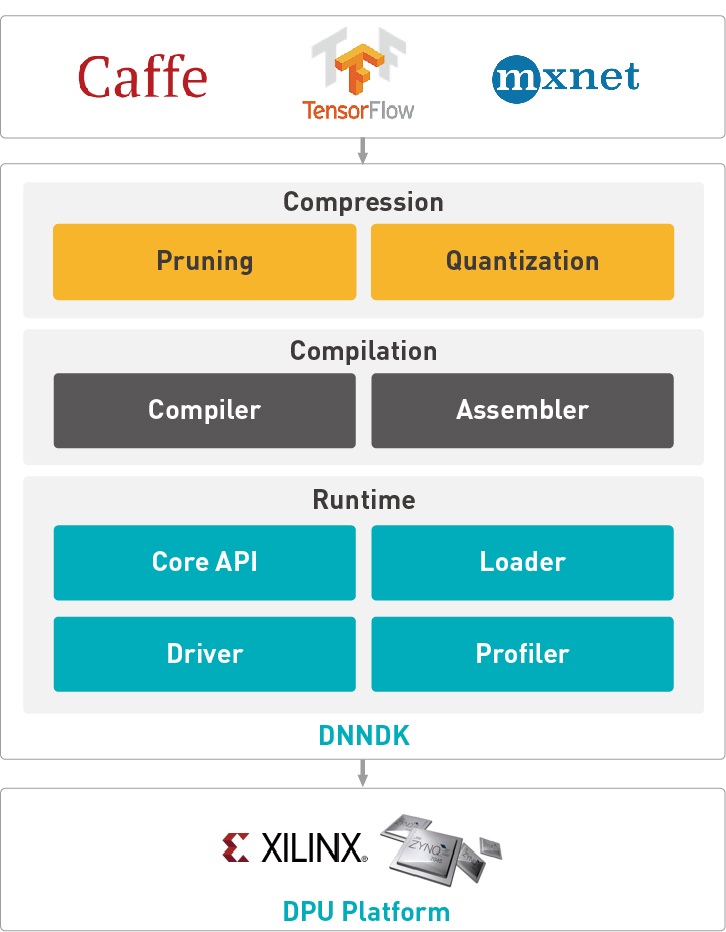 Caffe
TensorFlow
mxnet
Compression
Pruning
Quantization
Compilation
Compiler
Assembler
Runtime
Core API
Loader
Driver
Profiler
DNNDK
XILINX®
ZYNQ
DPU Platform